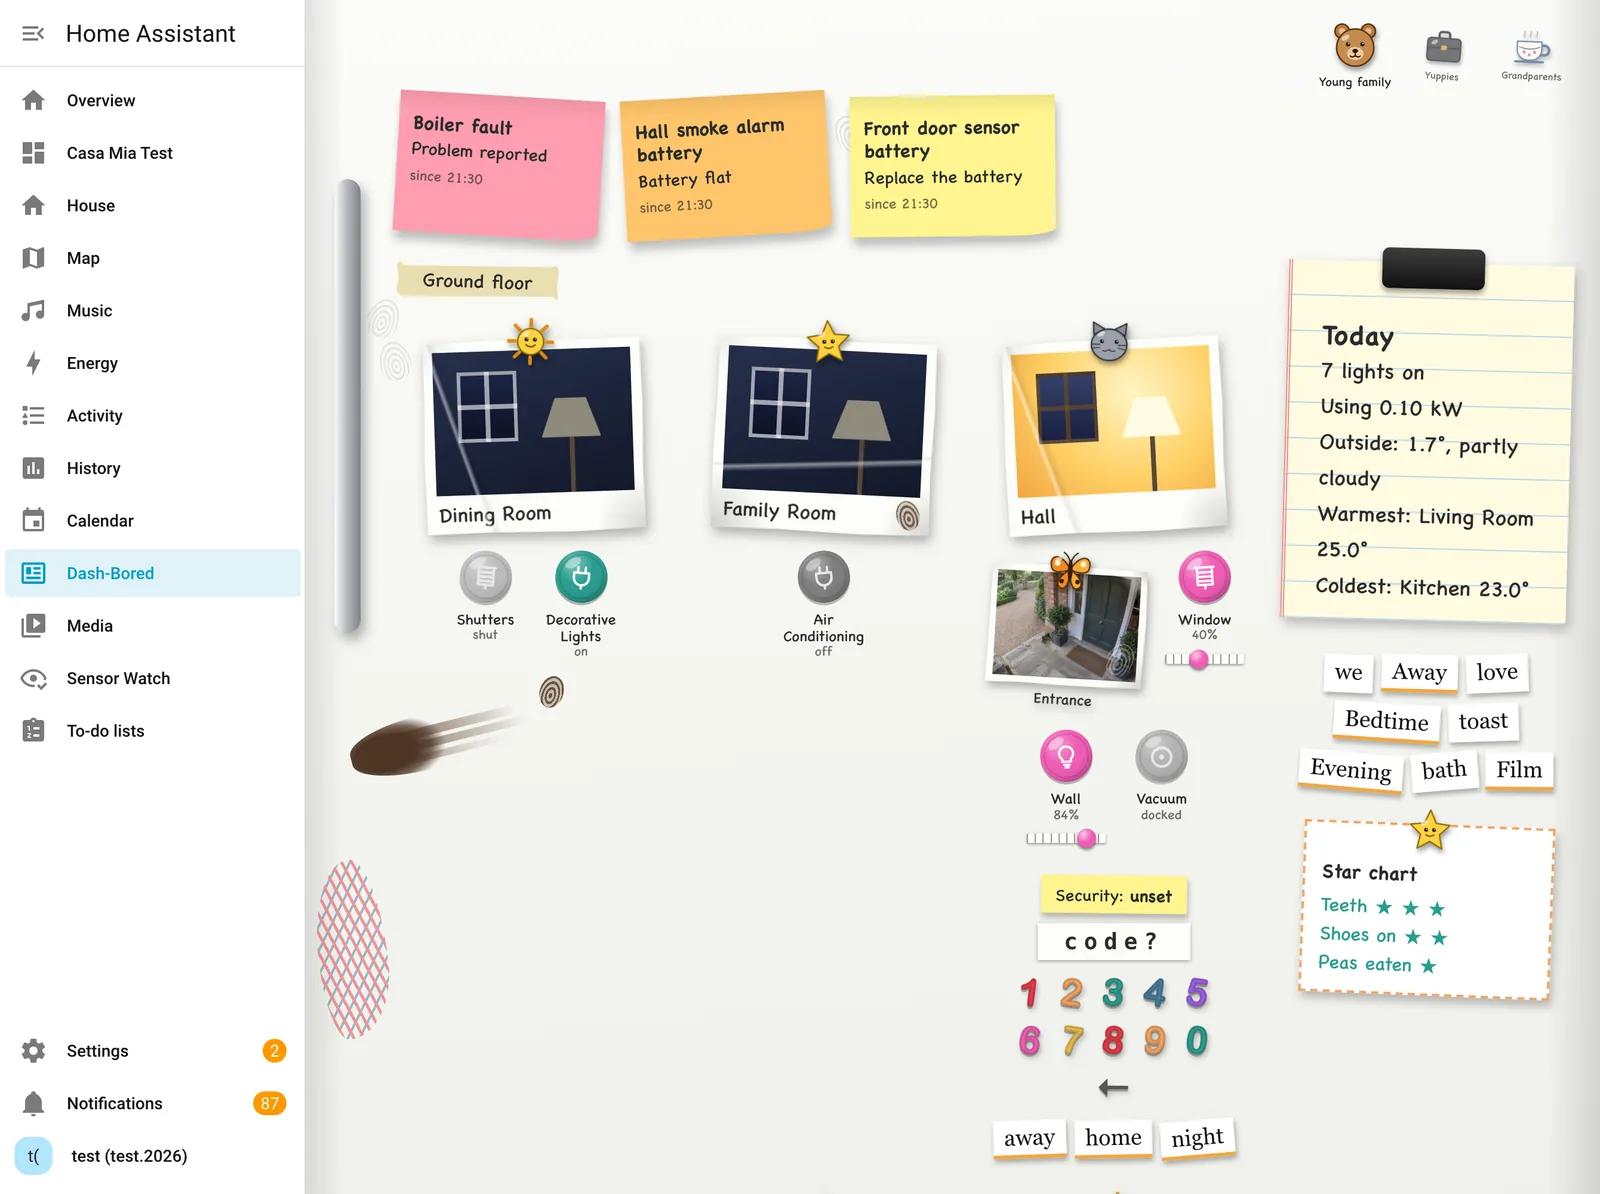 Home Assistant
Overview
Casa Mia Test
House
Map
Music
Energy
Activity
History
Calendar
Dash-Bored
Media
Sensor Watch
To-do lists
Settings
2
Notifications
87
t(
test (test.2026)
Young family
Yuppies
Grandparents
Boiler fault
Problem reported
since 21:30
Hall smoke alarm
battery
Battery flat
since 21:30
Front door sensor
battery
Replace the battery
since 21:30
Ground floor
Dining Room
Shutters
shut
Decorative
Lights
on
Family Room
Air
Conditioning
off
Hall
Entrance
Window
40%
Wall
84%
Vacuum
docked
Security: unset
code?
1 2 3 4 5
6 7 8 9 0
←
away home night
Today
7 lights on
Using 0.10 kW
Outside: 1.7°, partly
cloudy
Warmest: Living Room
25.0°
Coldest: Kitchen 23.0°
we Away love
Bedtime toast
Evening bath Film
Star chart
Teeth ★ ★ ★
Shoes on ★ ★
Peas eaten ★